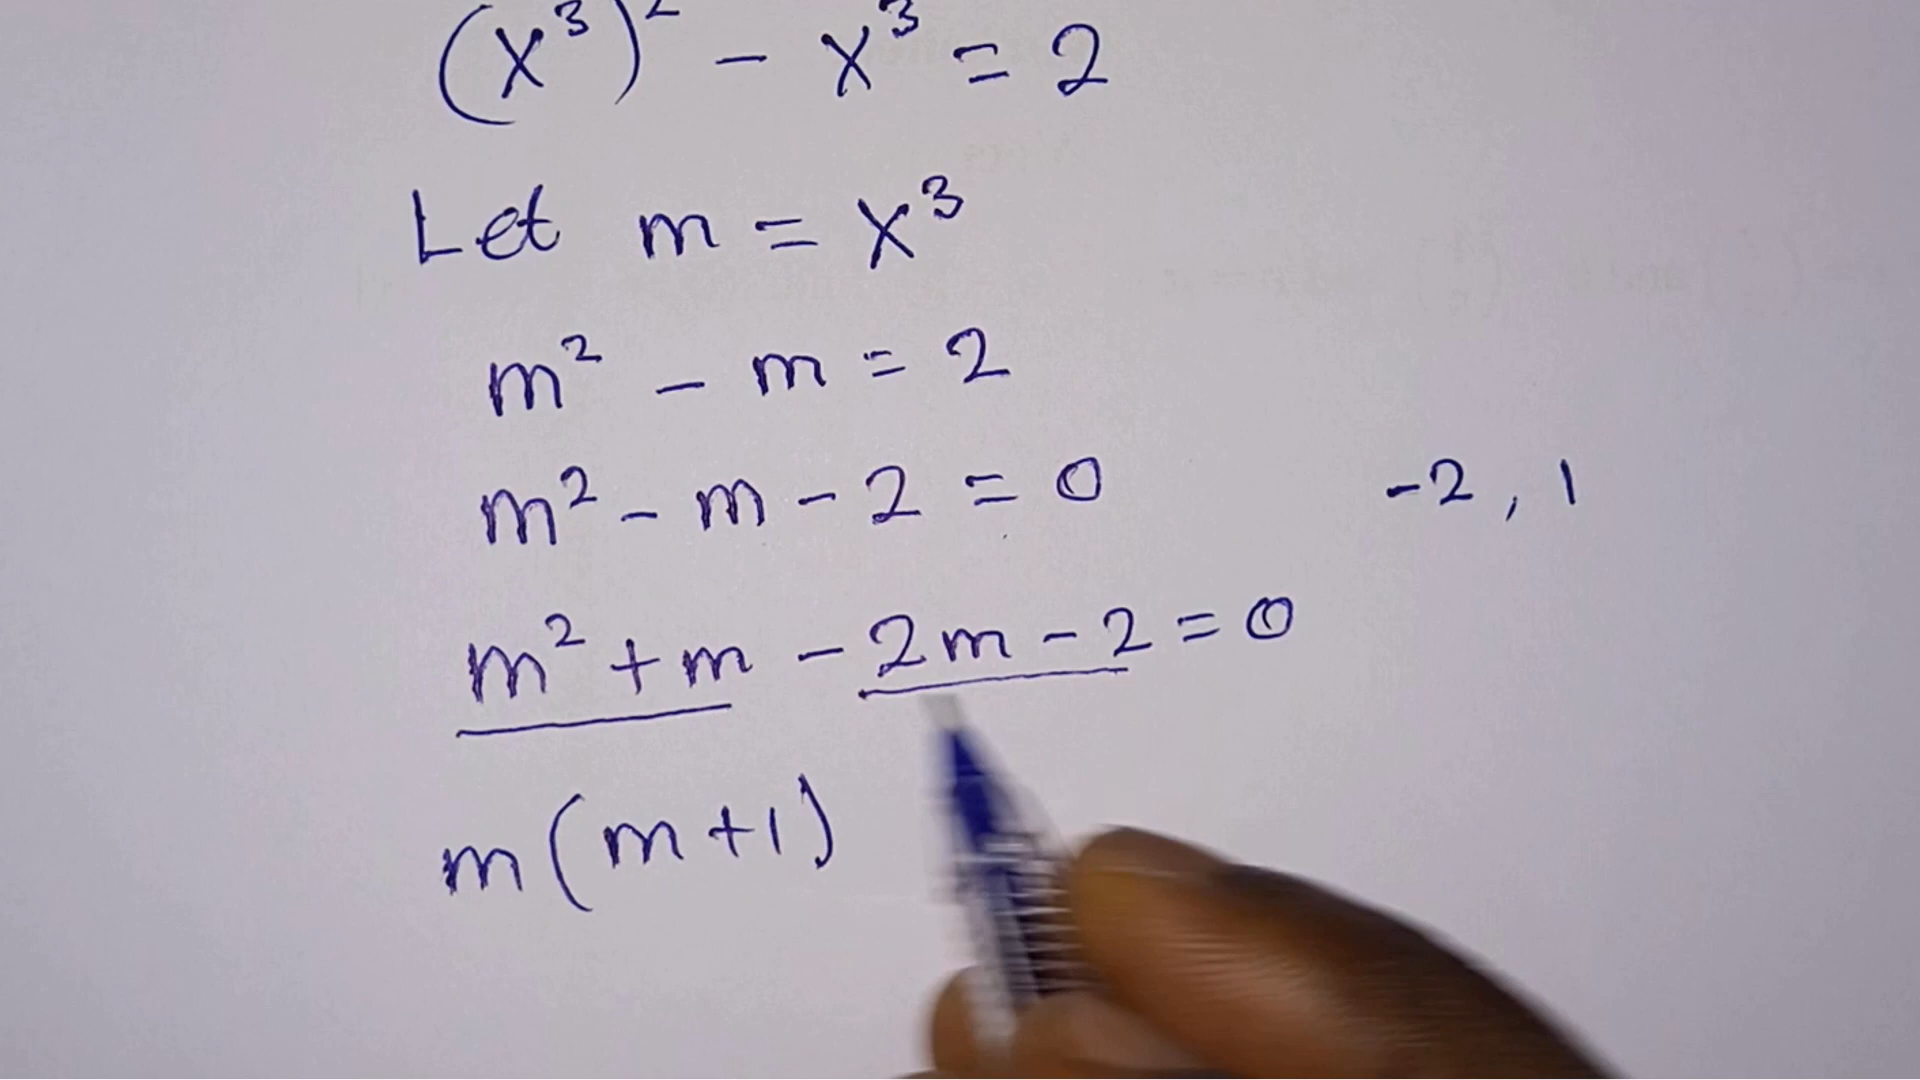 (x³)² - x³ = 2
Let m = x³
m² - m = 2
m² - m - 2 = 0 -2, 1
m² + m - 2m - 2 = 0
m(m+1)